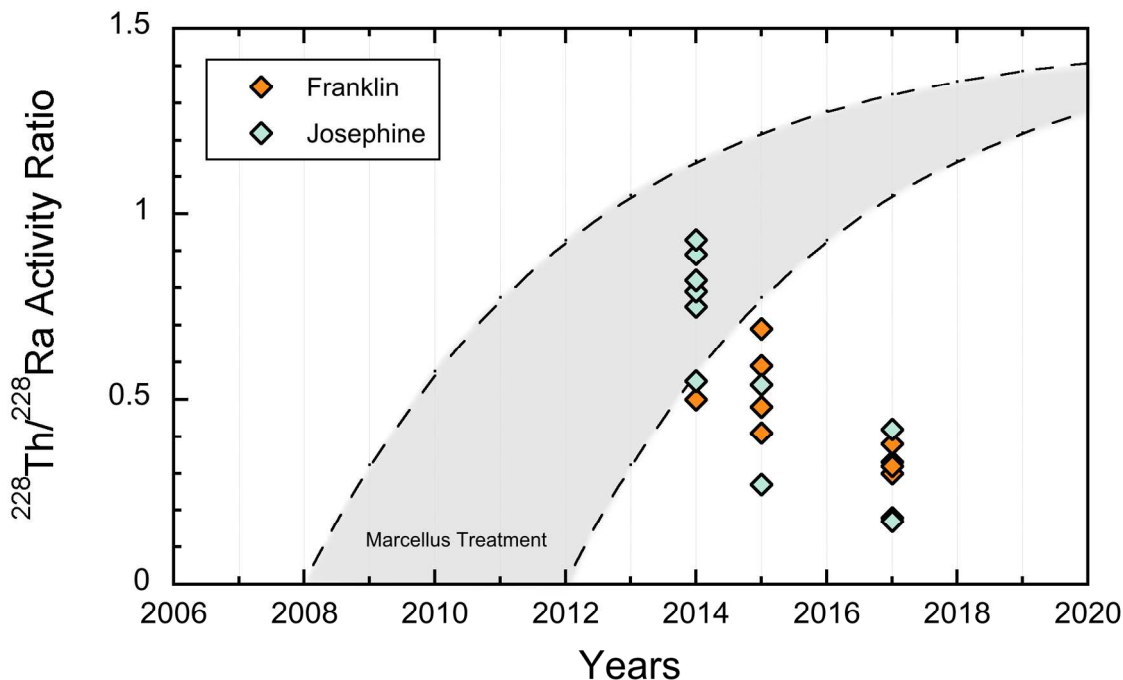 1.5
Franklin
Josephine
1
0.5
0
²²⁸Th/²²⁸Ra Activity Ratio
Marcellus Treatment
2006 2008 2010 2012 2014 2016 2018 2020
Years